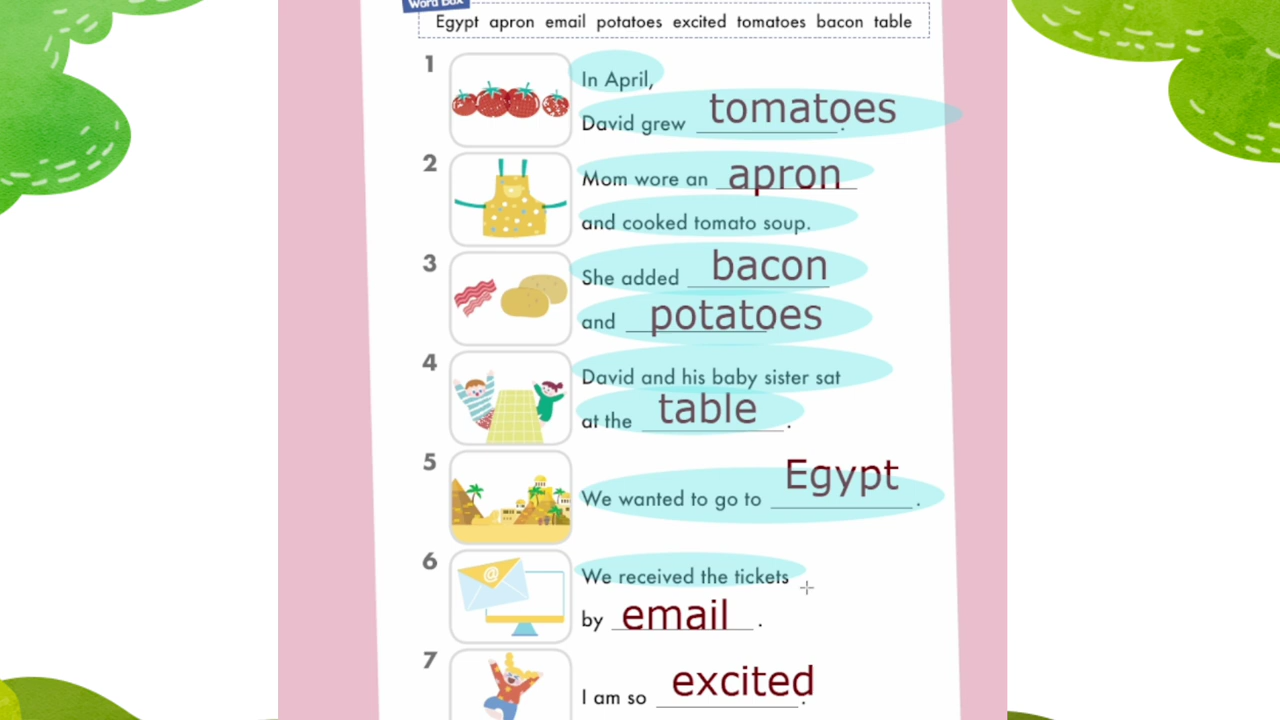 Word Box
Egypt apron email potatoes excited tomatoes bacon table
1
In April,
David grew tomatoes.
2
Mom wore an apron
and cooked tomato soup.
3
She added bacon
and potatoes
4
David and his baby sister sat
at the table.
5
We wanted to go to Egypt.
6
@
We received the tickets
by email.
7
I am so excited.